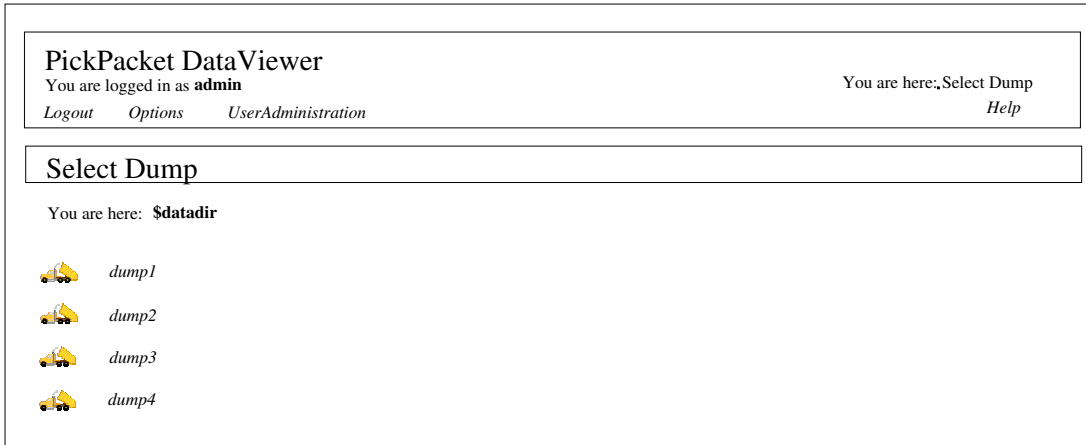 PickPacket DataViewer
You are logged in as admin
You are here: Select Dump
Logout Options UserAdministration
Help
Select Dump
You are here: $datadir
dump1
dump2
dump3
dump4